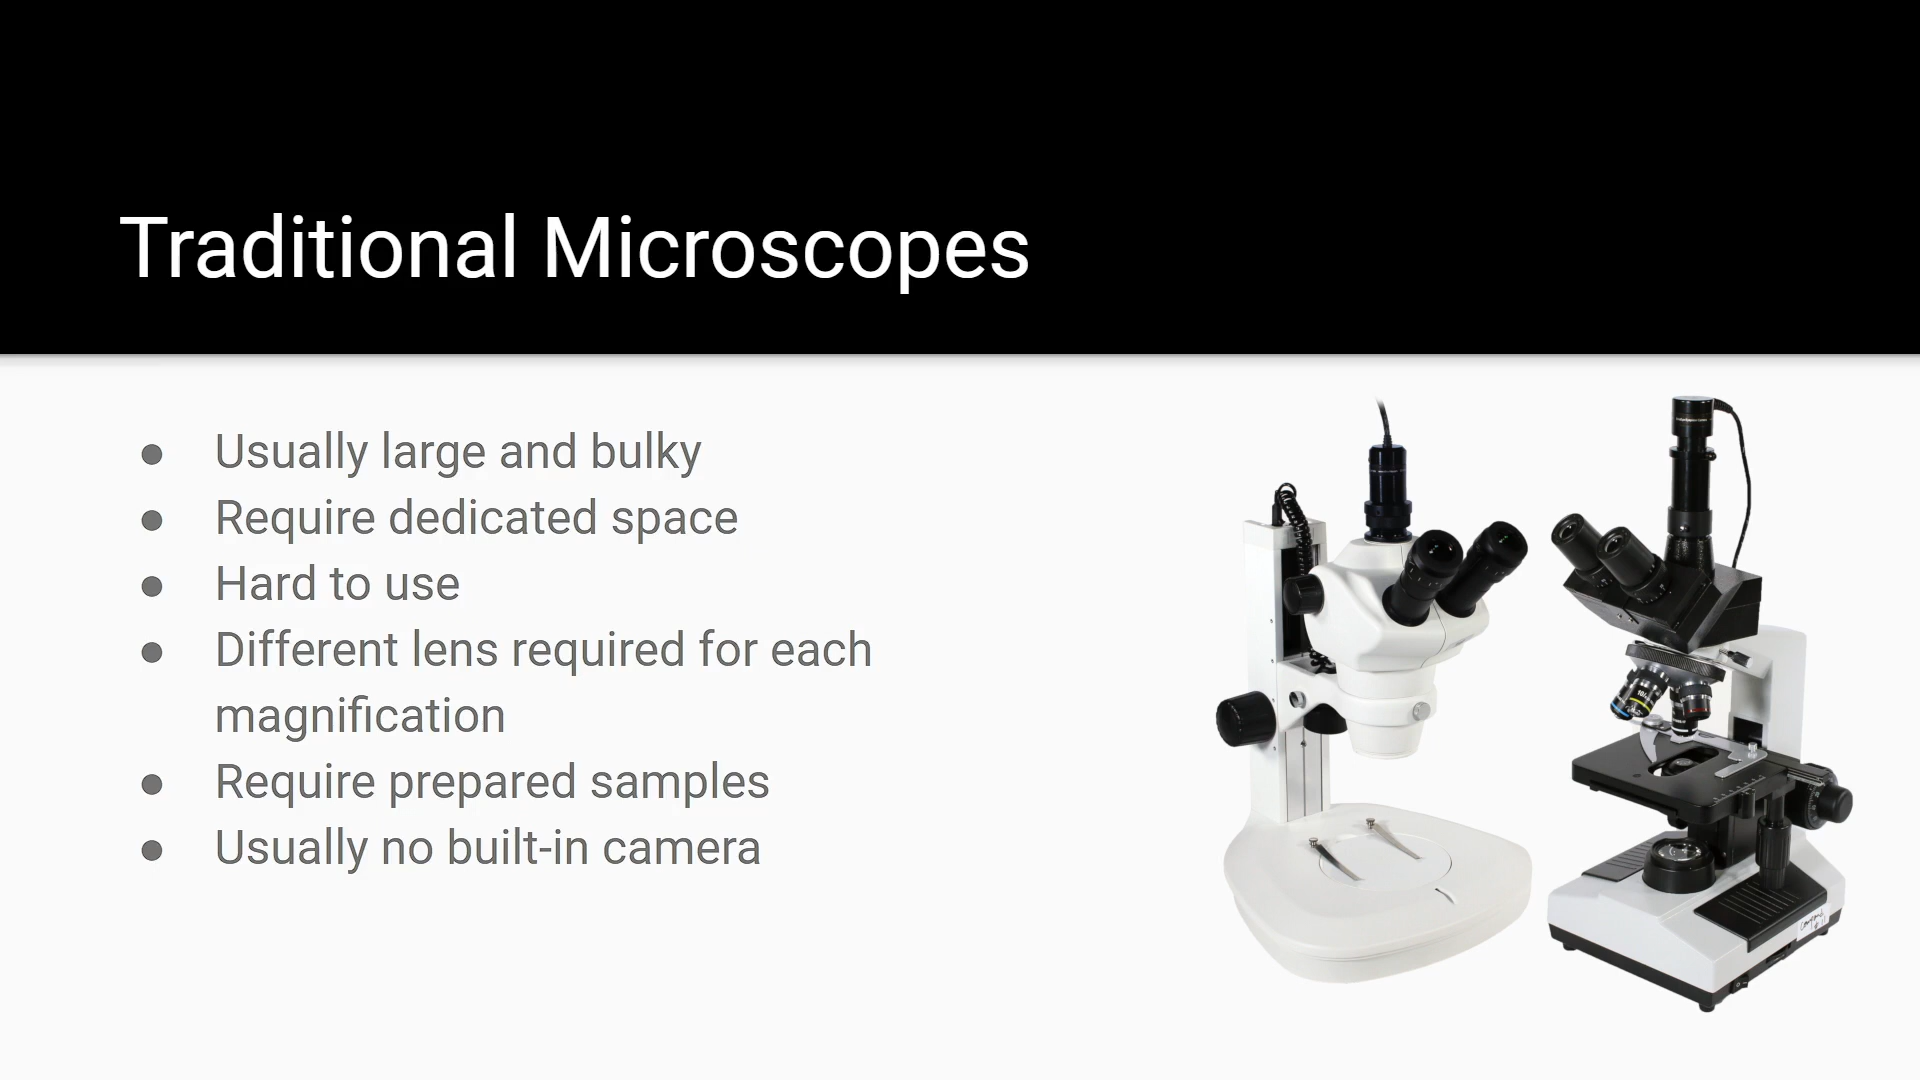 Traditional Microscopes
● Usually large and bulky
● Require dedicated space
● Hard to use
● Different lens required for each
magnification
● Require prepared samples
● Usually no built-in camera